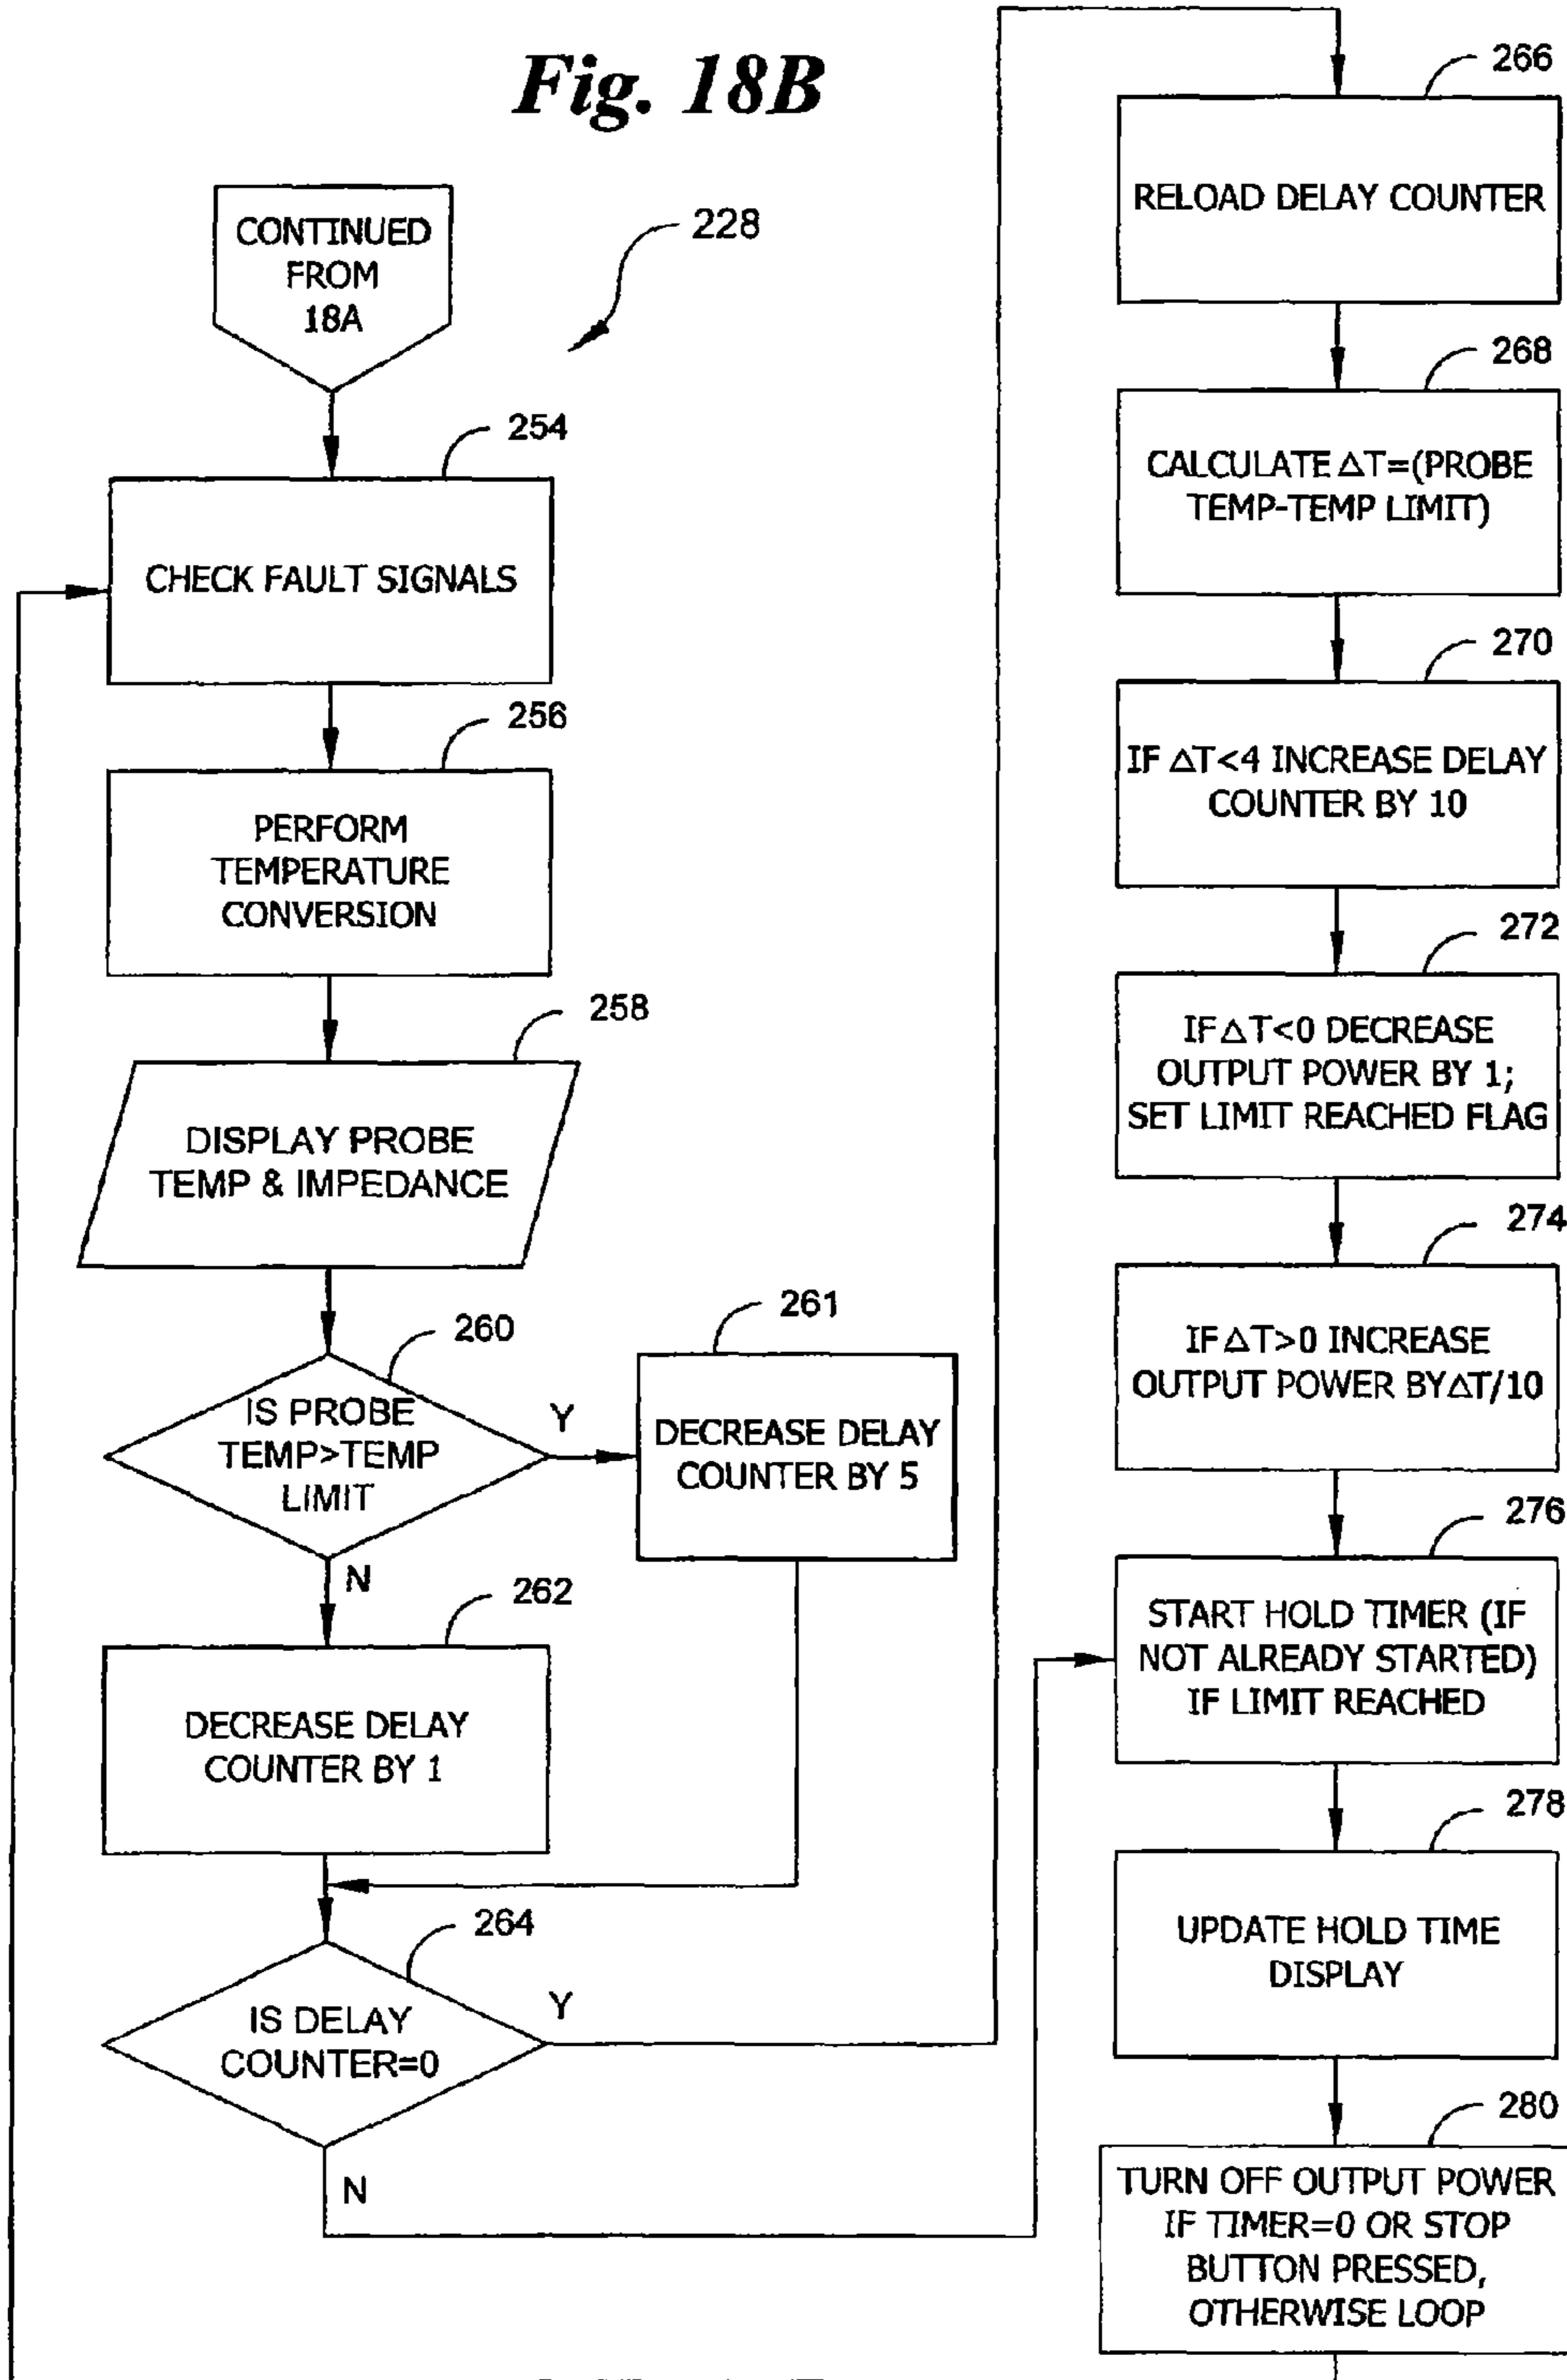 Fig. 18B
CONTINUED
FROM
18A
228
254
CHECK FAULT SIGNALS
256
PERFORM
TEMPERATURE
CONVERSION
258
DISPLAY PROBE
TEMP & IMPEDANCE
260
IS PROBE
TEMP>TEMP
LIMIT
Y
N
261
DECREASE DELAY
COUNTER BY 5
262
DECREASE DELAY
COUNTER BY 1
264
IS DELAY
COUNTER=0
Y
N
266
RELOAD DELAY COUNTER
268
CALCULATE ΔT=(PROBE
TEMP-TEMP LIMIT)
270
IF ΔT<4 INCREASE DELAY
COUNTER BY 10
272
IF ΔT<0 DECREASE
OUTPUT POWER BY 1;
SET LIMIT REACHED FLAG
274
IF ΔT>0 INCREASE
OUTPUT POWER BYΔT/10
276
START HOLD TIMER (IF
NOT ALREADY STARTED)
IF LIMIT REACHED
278
UPDATE HOLD TIME
DISPLAY
280
TURN OFF OUTPUT POWER
IF TIMER=0 OR STOP
BUTTON PRESSED,
OTHERWISE LOOP